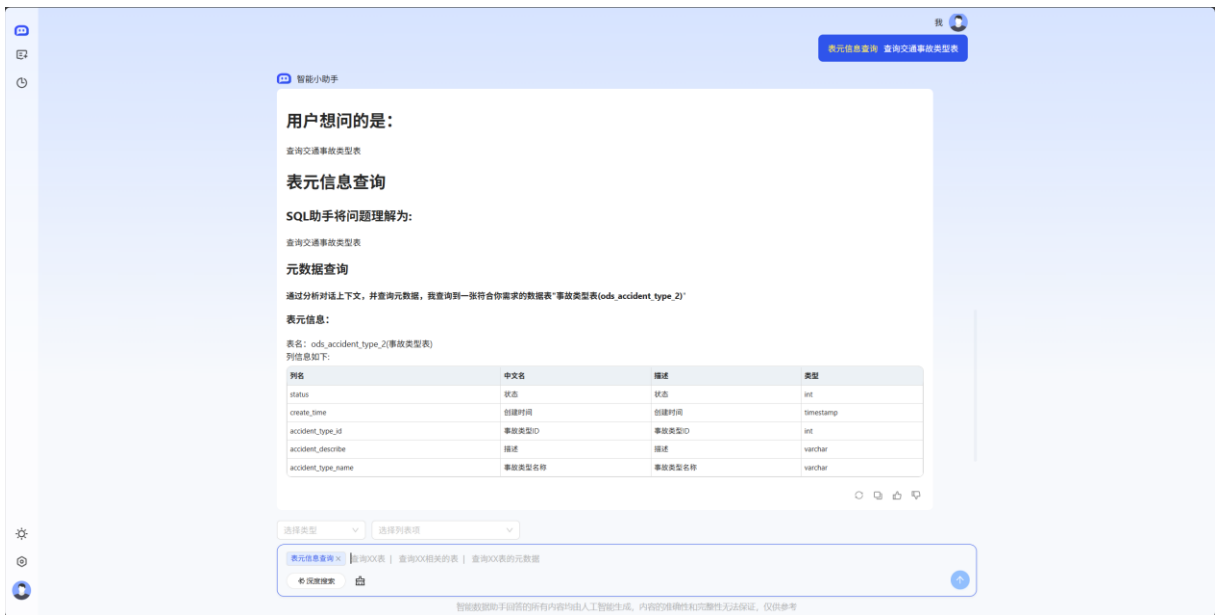 我
表元信息查询 查询交通事故类型表
智能小助手
用户想问的是：
查询交通事故类型表
表元信息查询
SQL助手将问题理解为:
查询交通事故类型表
元数据查询
通过分析对话上下文，并查询元数据，我查询到一张符合你需求的数据表"事故类型表(ods_accident_type_2)"
表元信息：
表名：ods_accident_type_2(事故类型表)
列信息如下:
列名 中文名 描述 类型
status 状态 状态 int
create_time 创建时间 创建时间 timestamp
accident_type_id 事故类型ID 事故类型ID int
accident_describe 描述 描述 varchar
accident_type_name 事故类型名称 事故类型名称 varchar
选择类型 选择列表项
表元信息查询 × 查询XX表 | 查询XX相关的表 | 查询XX表的元数据
深度搜索
智能数据助手回答的所有内容均由人工智能生成，内容的准确性和完整性无法保证，仅供参考